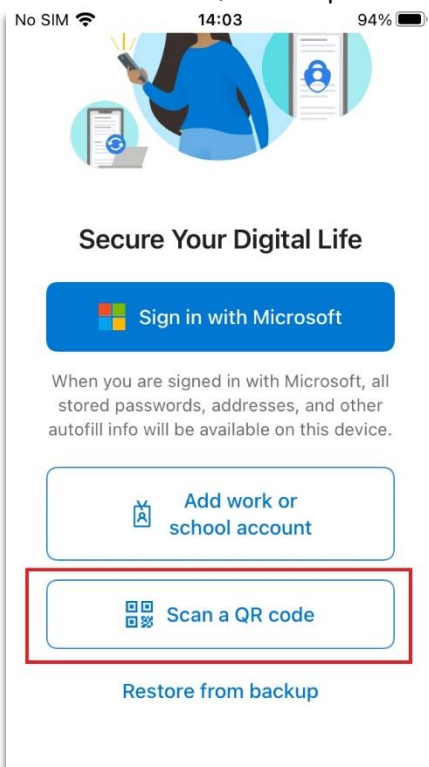 No SIM 14:03 94%
Secure Your Digital Life
Sign in with Microsoft
When you are signed in with Microsoft, all
stored passwords, addresses, and other
autofill info will be available on this device.
Add work or
school account
Scan a QR code
Restore from backup